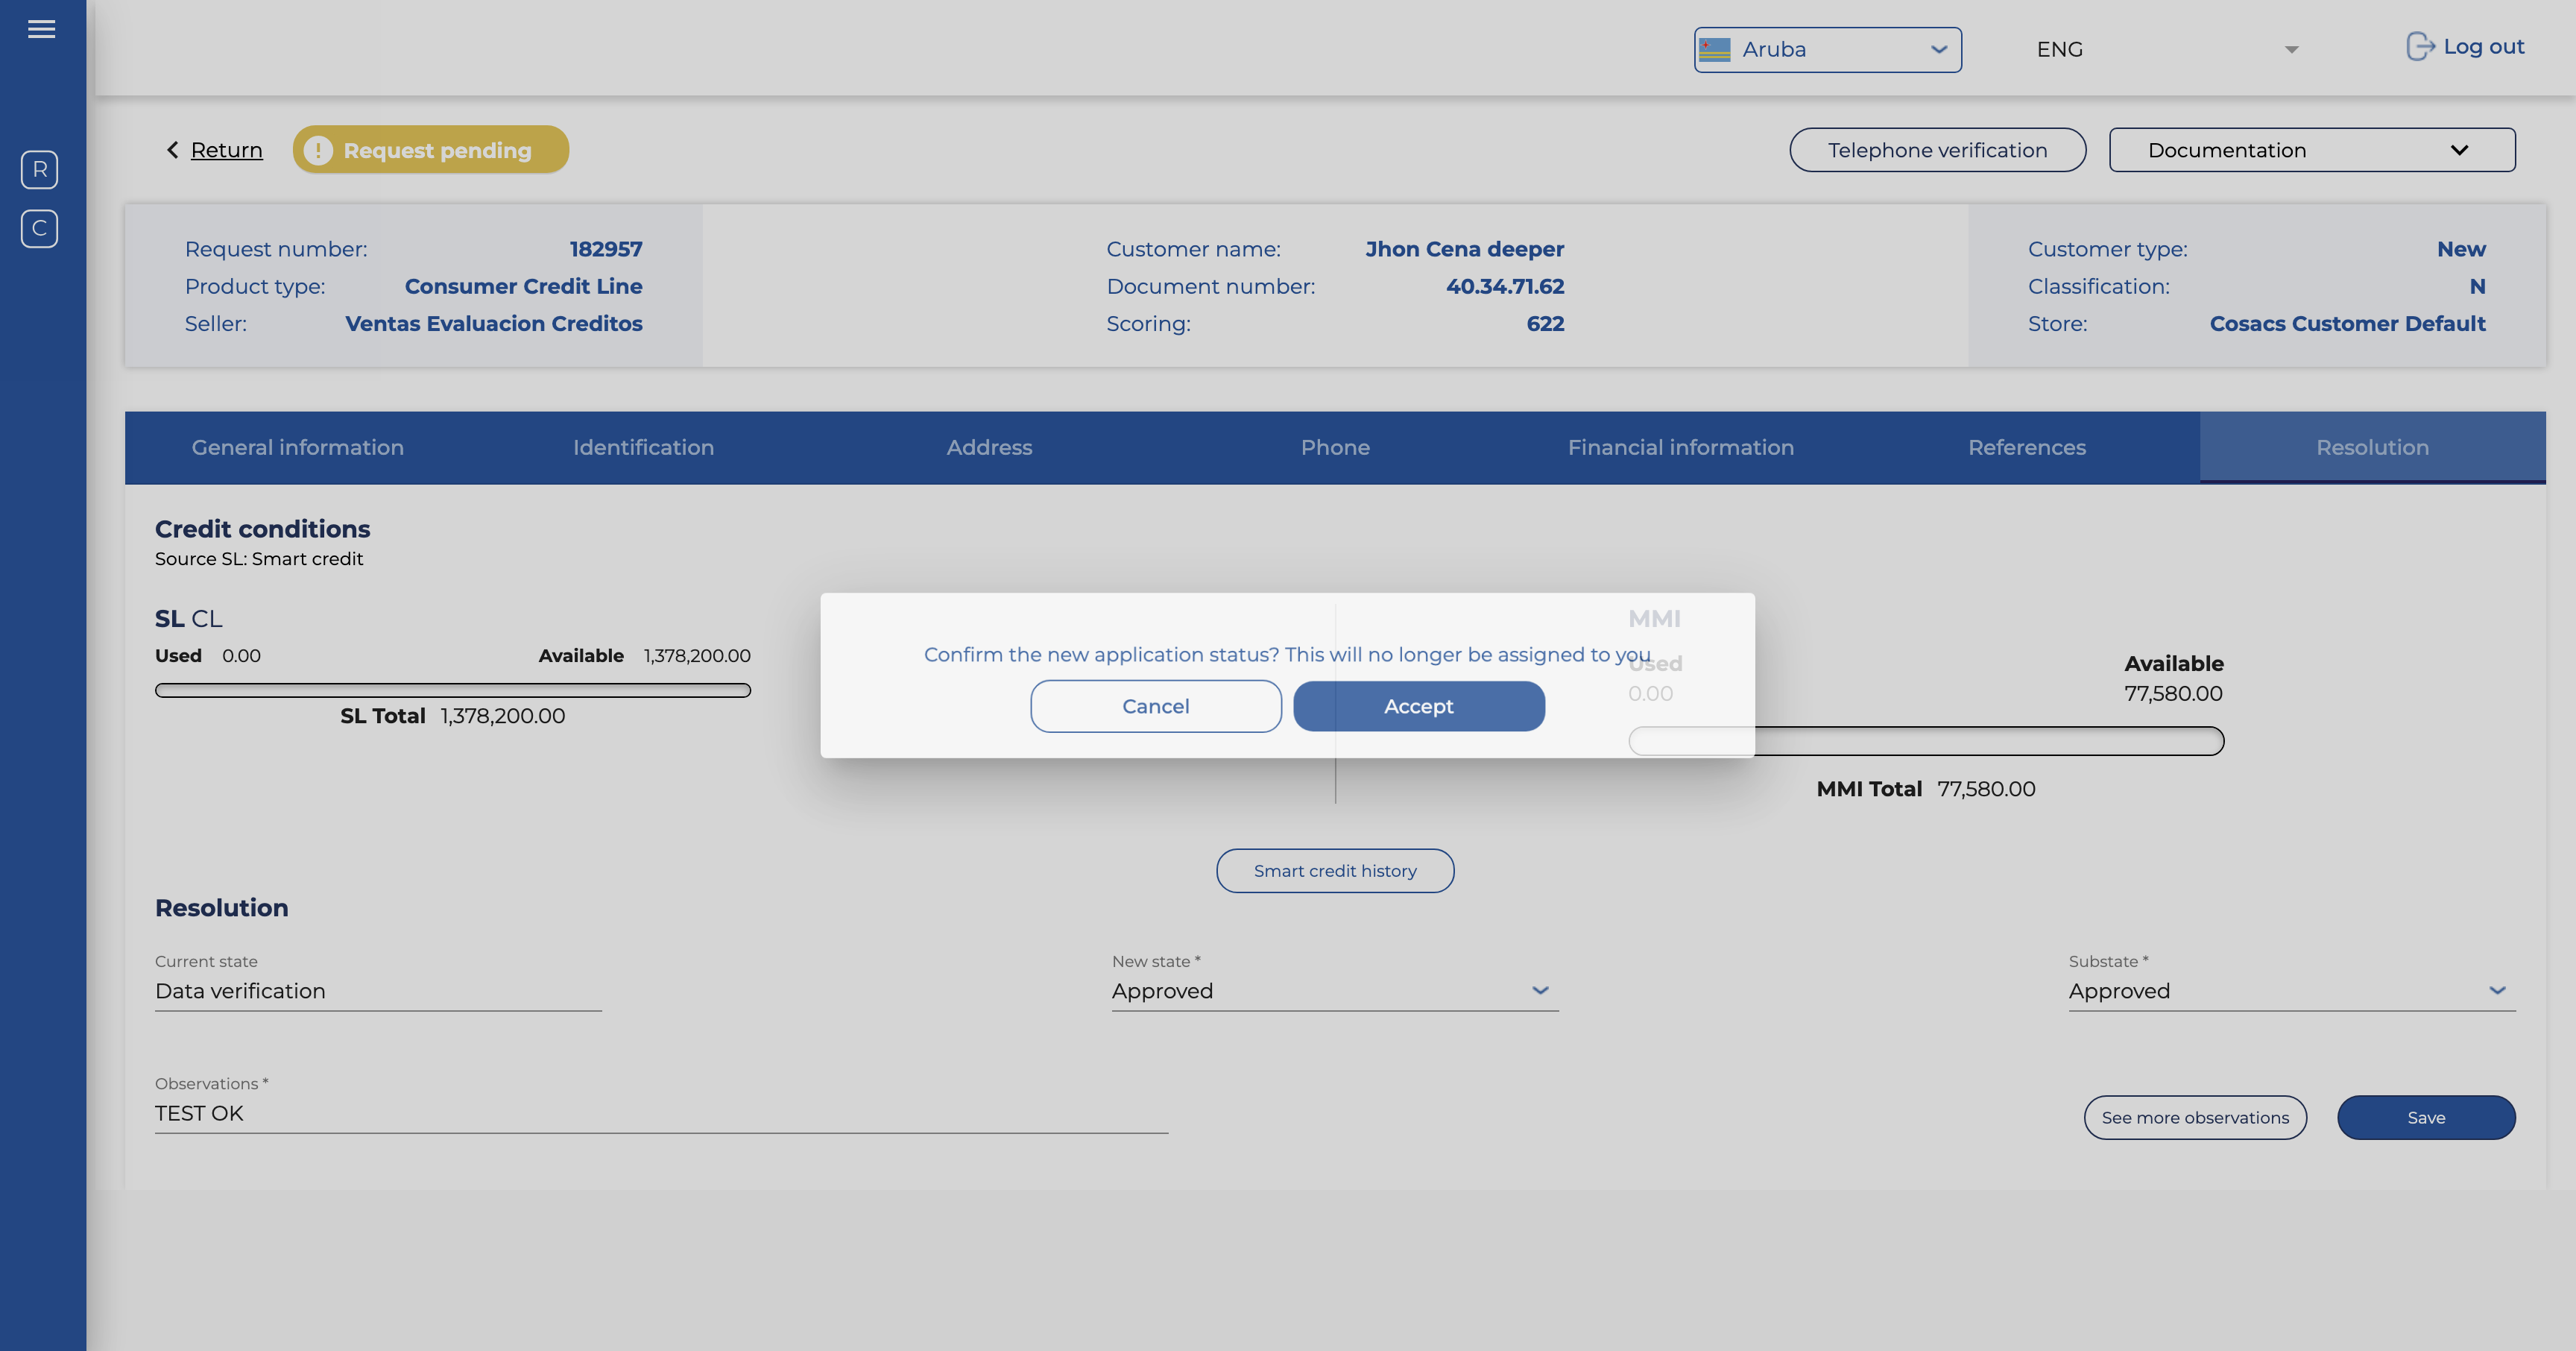 Aruba
ENG
Log out
R
C
Return
Request pending
Telephone verification
Documentation
Request number: 182957
Product type: Consumer Credit Line
Seller: Ventas Evaluacion Creditos
Customer name: Jhon Cena deeper
Document number: 40.34.71.62
Scoring: 622
Customer type: New
Classification: N
Store: Cosacs Customer Default
General information Identification Address Phone Financial information References Resolution
Credit conditions
Source SL: Smart credit
SL CL
Used 0.00 Available 1,378,200.00
SL Total 1,378,200.00
Confirm the new application status? This will no longer be assigned to you
Cancel
Accept
MMI
Used
0.00
Available
77,580.00
MMI Total 77,580.00
Smart credit history
Resolution
Current state
Data verification
New state *
Approved
Substate *
Approved
Observations *
TEST OK
See more observations
Save